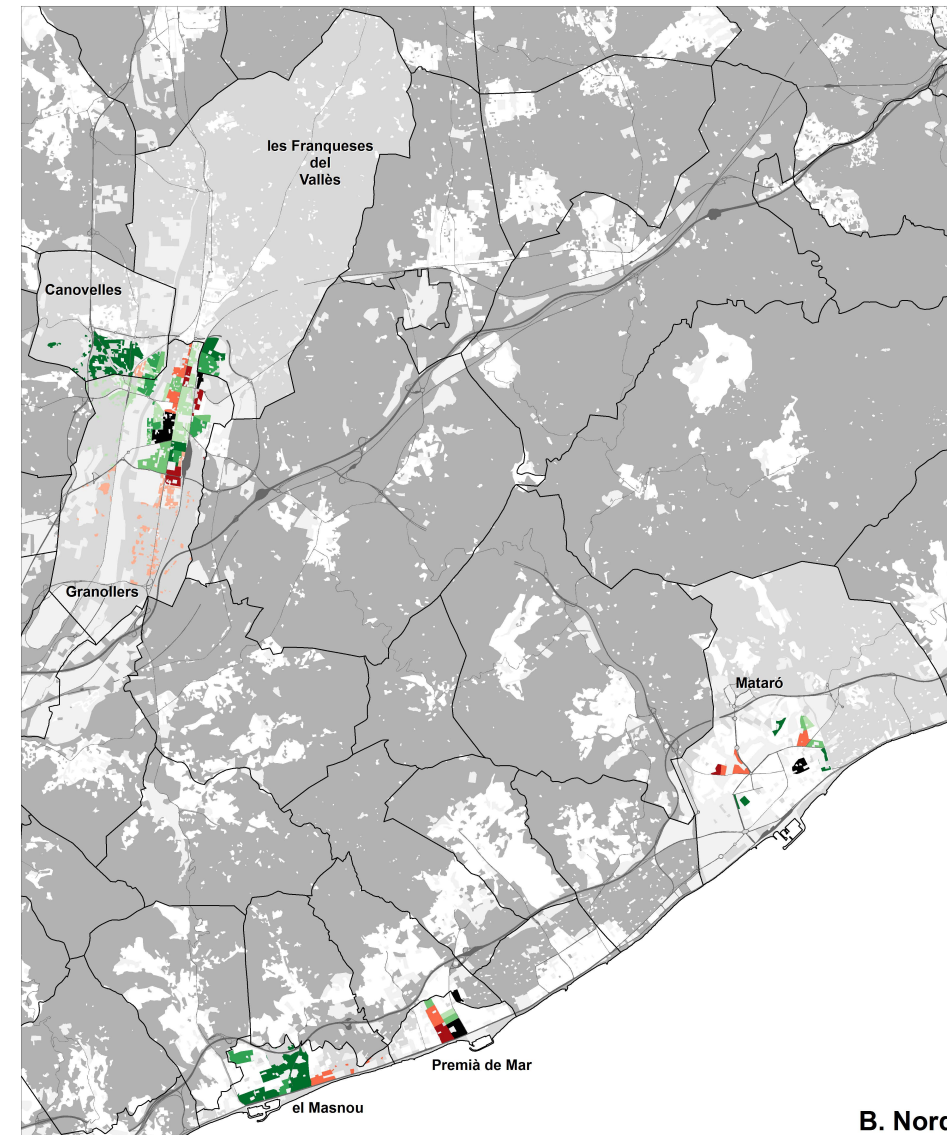 les Franqueses
del
Vallès
Canovelles
Granollers
Mataró
Premià de Mar
el Masnou
B. Nord